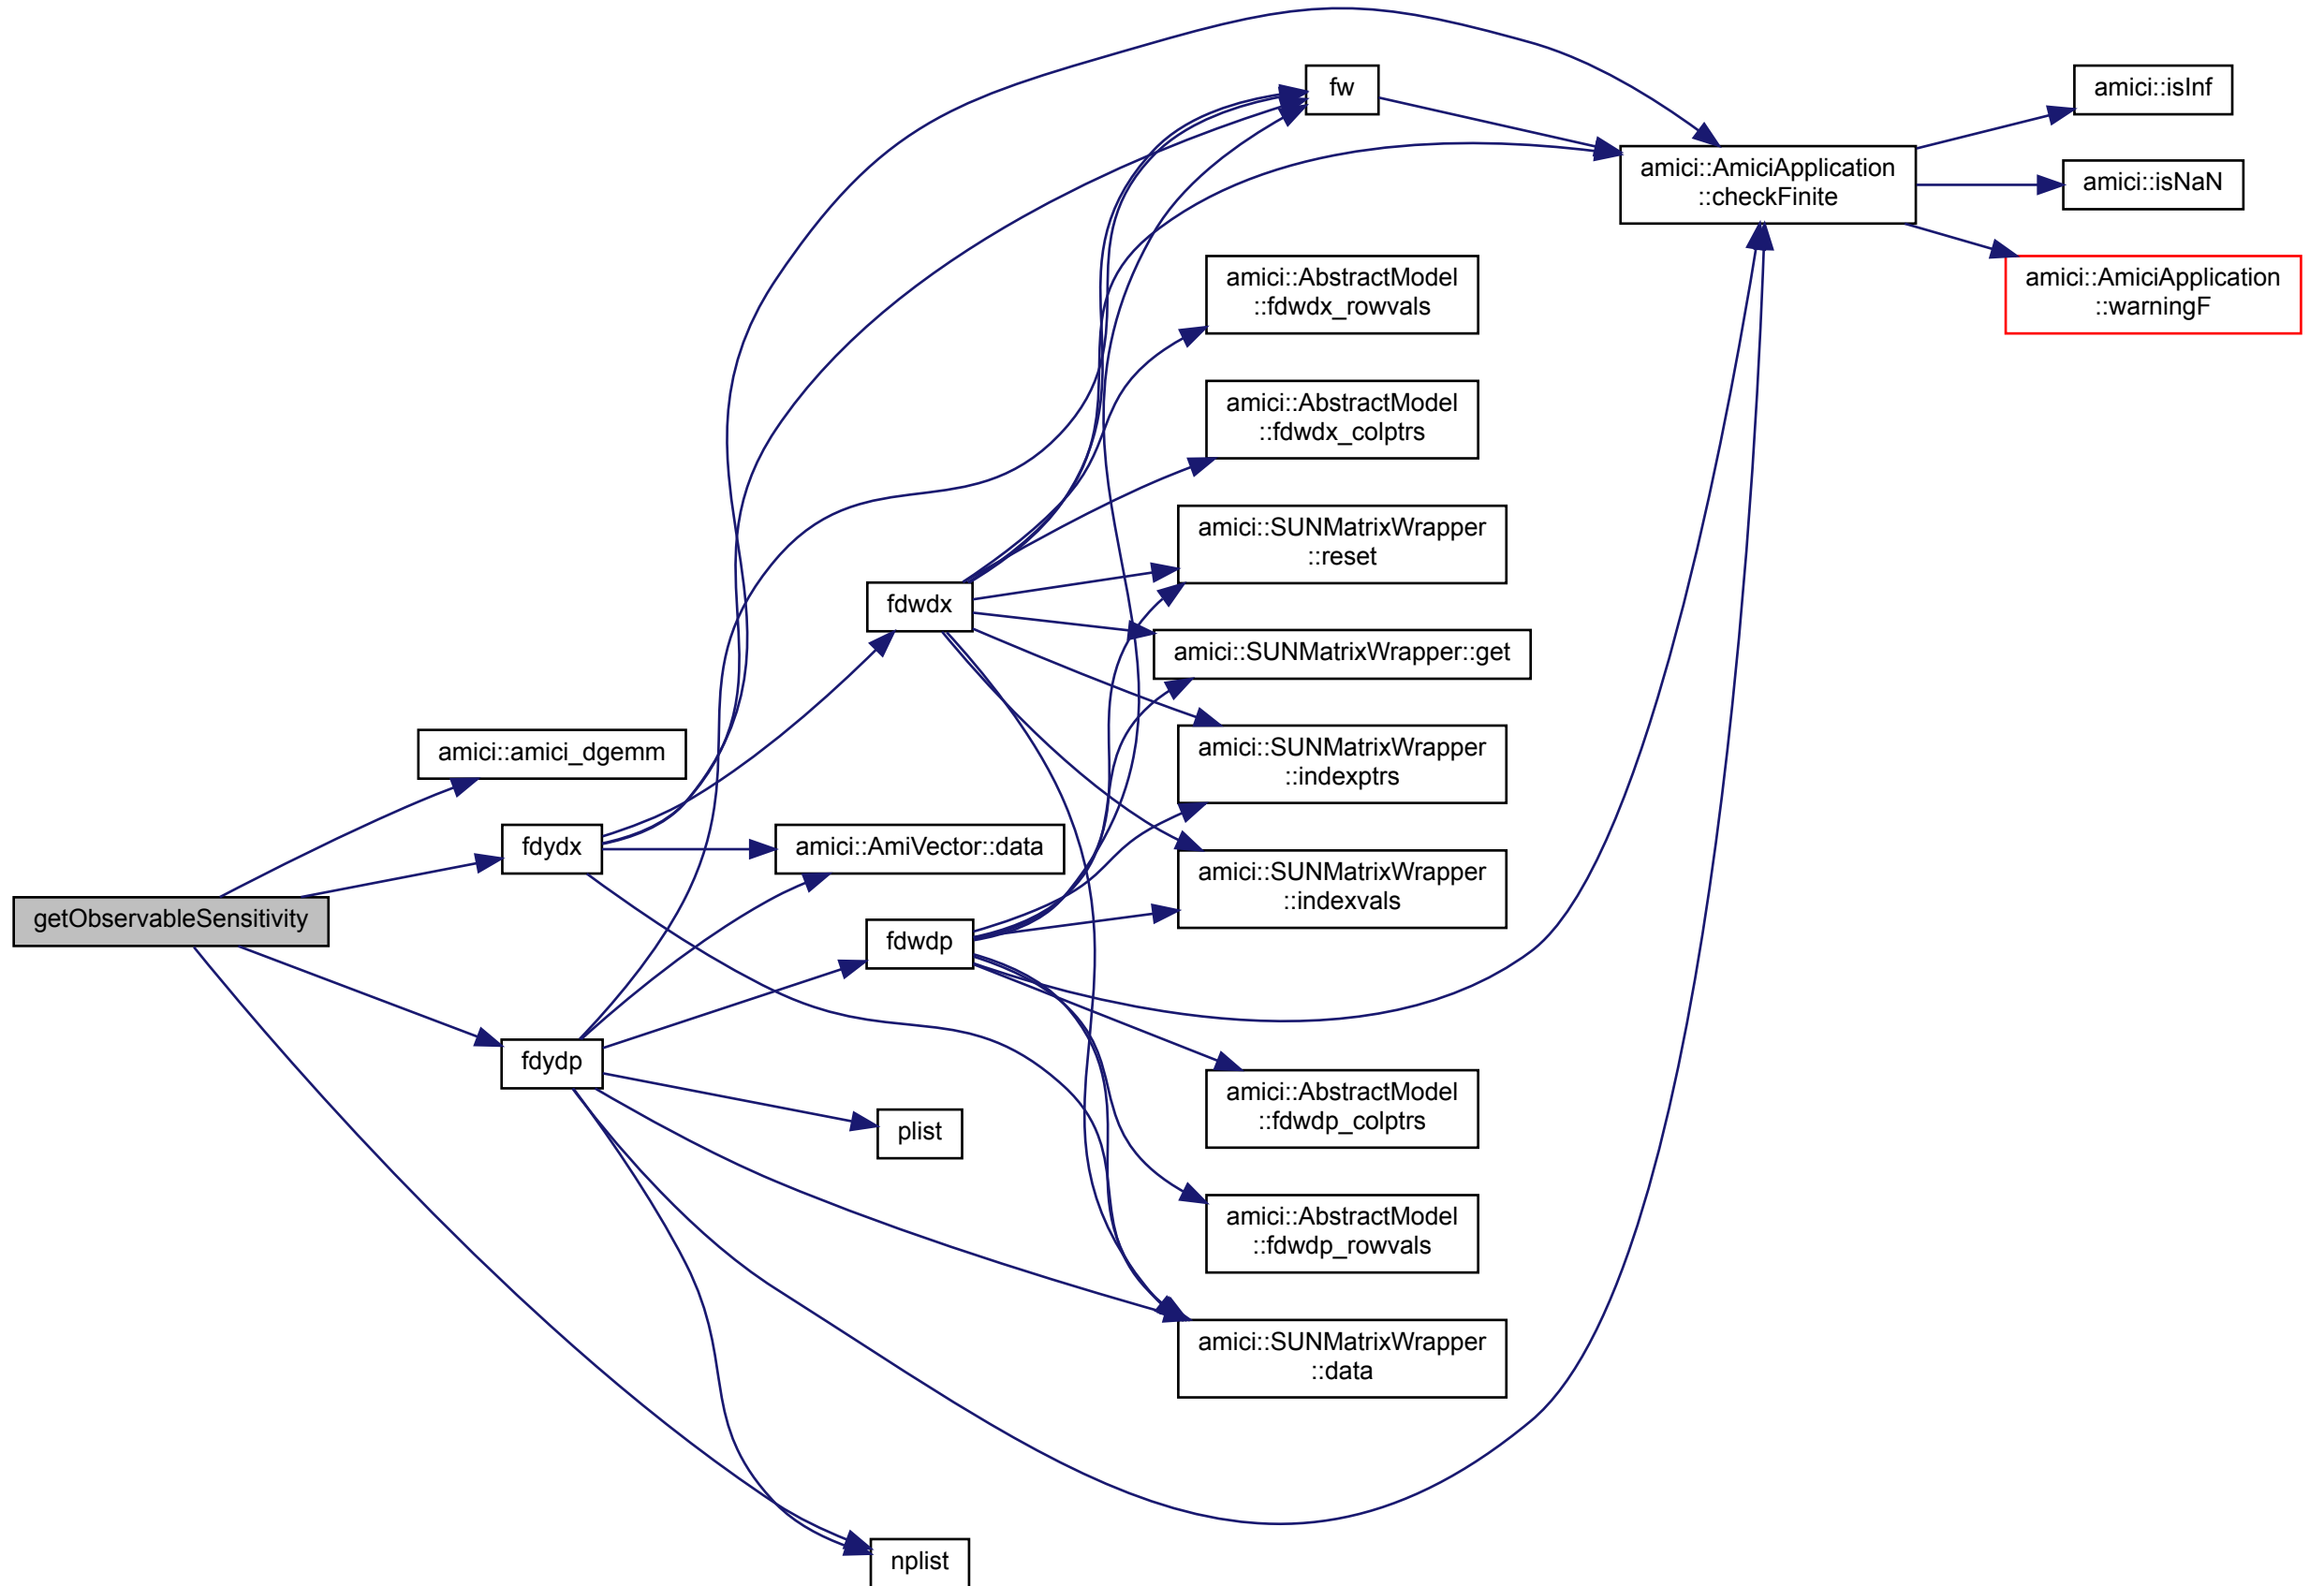 fw
amici::isInf
amici::AmiciApplication
::checkFinite
amici::isNaN
amici::AmiciApplication
::warningF
amici::AbstractModel
::fdwdx_rowvals
amici::AbstractModel
::fdwdx_colptrs
amici::SUNMatrixWrapper
::reset
fdwdx
amici::SUNMatrixWrapper::get
amici::amici_dgemm
amici::SUNMatrixWrapper
::indexptrs
fdydx
amici::AmiVector::data
amici::SUNMatrixWrapper
::indexvals
getObservableSensitivity
fdwdp
fdydp
amici::AbstractModel
::fdwdp_colptrs
plist
amici::AbstractModel
::fdwdp_rowvals
amici::SUNMatrixWrapper
::data
nplist